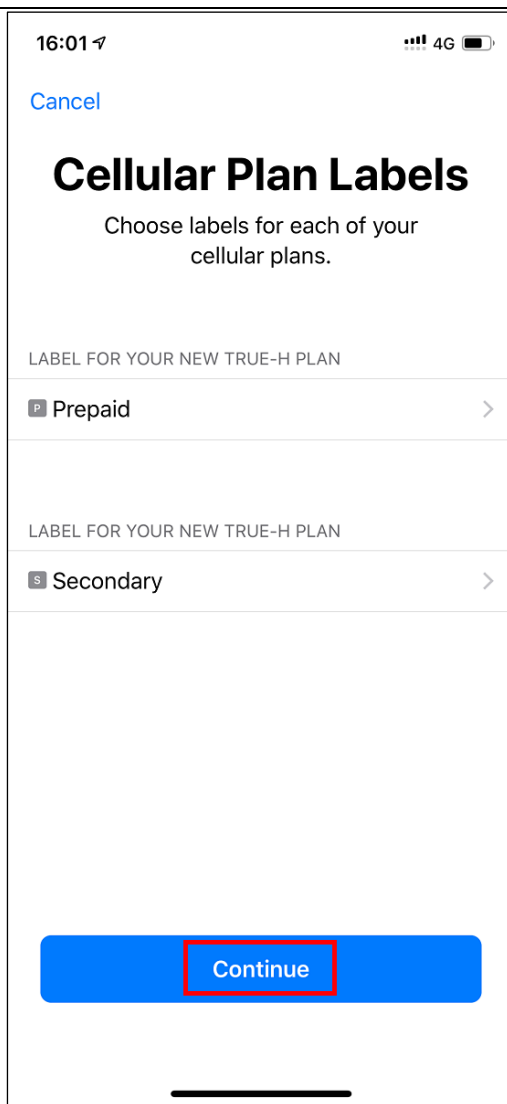 16:01 4G
Cancel
Cellular Plan Labels
Choose labels for each of your
cellular plans.
LABEL FOR YOUR NEW TRUE-H PLAN
P Prepaid
LABEL FOR YOUR NEW TRUE-H PLAN
S Secondary
Continue